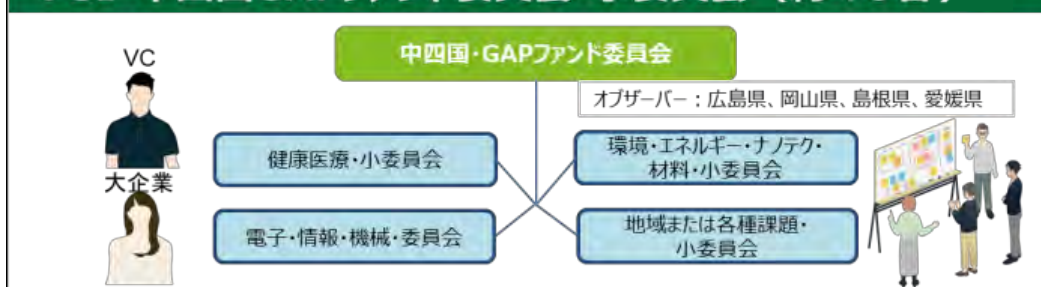 中四国・GAPファンド委員会
VC
オブザーバー：広島県、岡山県、島根県、愛媛県
健康医療・小委員会
環境・エネルギー・ナノテク・
材料・小委員会
大企業
電子・情報・機械・委員会
地域または各種課題・
小委員会